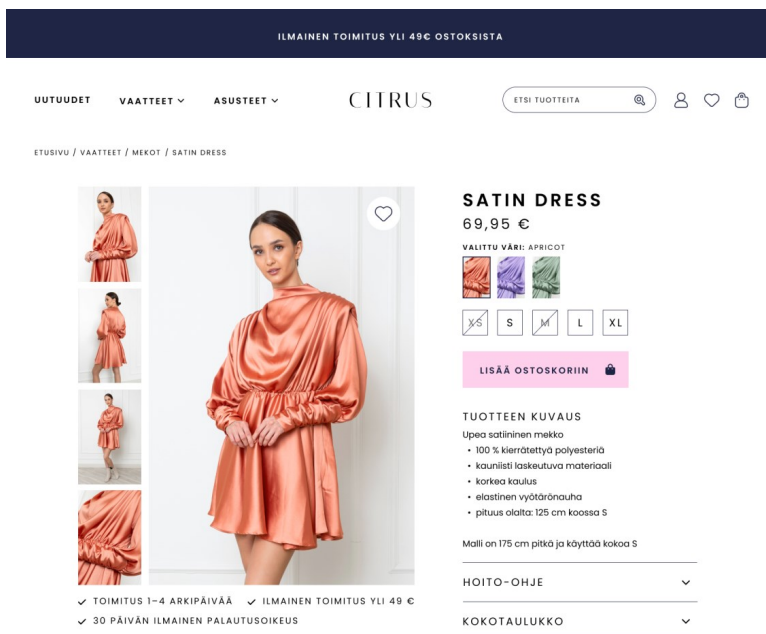 ILMAINEN TOIMITUS YLI 49€ OSTOKSISTA
UUTUUDET VAATTEET ASUSTEET CITRUS ETSI TUOTTEITA
ETUSIVU / VAATTEET / MEKOT / SATIN DRESS
SATIN DRESS
69,95 €
VALITTU VÄRI: APRICOT
XS S M L XL
LISÄÄ OSTOSKORIIN
TUOTTEEN KUVAUS
Upea satiininen mekko
• 100 % kierrätettyä polyesteriä
• kauniisti laskeutuva materiaali
• korkea kaulus
• elastinen vyötärönauha
• pituus olalta: 125 cm koossa S
Malli on 175 cm pitkä ja käyttää kokoa S
HOITO-OHJE
KOKOTAULUKKO
TOIMITUS 1–4 ARKIPÄIVÄÄ ILMAINEN TOIMITUS YLI 49 €
30 PÄIVÄN ILMAINEN PALAUTUSOIKEUS